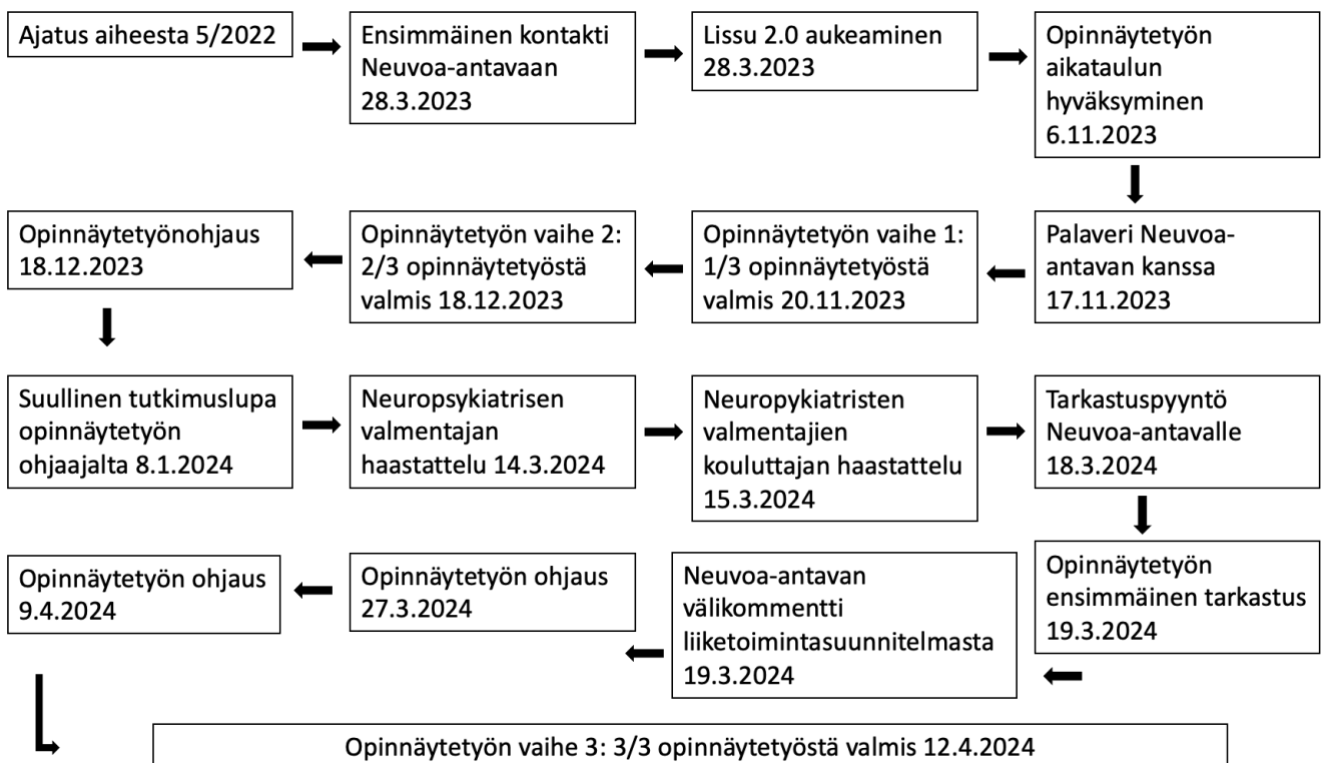 Ajatus aiheesta 5/2022
Ensimmäinen kontakti
Neuvoa-antavaan
28.3.2023
Lissu 2.0 aukeaminen
28.3.2023
Opinnäytetyön
aikataulun
hyväksyminen
6.11.2023
Palaveri Neuvoa-
antavan kanssa
17.11.2023
Opinnäytetyön vaihe 1:
1/3 opinnäytetyöstä
valmis 20.11.2023
Opinnäytetyön vaihe 2:
2/3 opinnäytetyöstä
valmis 18.12.2023
Opinnäytetyönohjaus
18.12.2023
Suullinen tutkimuslupa
opinnäytetyön
ohjaajalta 8.1.2024
Neuropsykiatrisen
valmentajan
haastattelu 14.3.2024
Neuropykiatristen
valmentajien
kouluttajan haastattelu
15.3.2024
Tarkastuspyyntö
Neuvoa-antavalle
18.3.2024
Opinnäytetyön
ensimmäinen tarkastus
19.3.2024
Neuvoa-antavan
välikommentti
liiketoimintasuunnitelmasta
19.3.2024
Opinnäytetyön ohjaus
27.3.2024
Opinnäytetyön ohjaus
9.4.2024
Opinnäytetyön vaihe 3: 3/3 opinnäytetyöstä valmis 12.4.2024